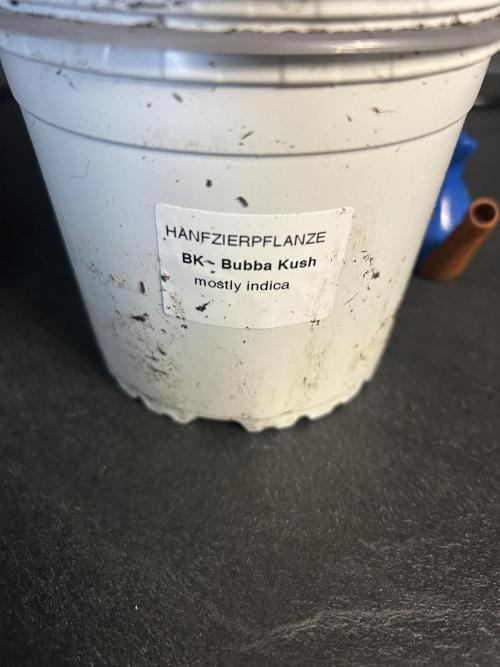 HANFZIERPFLANZE
BK~ Bubba Kush
mostly indica